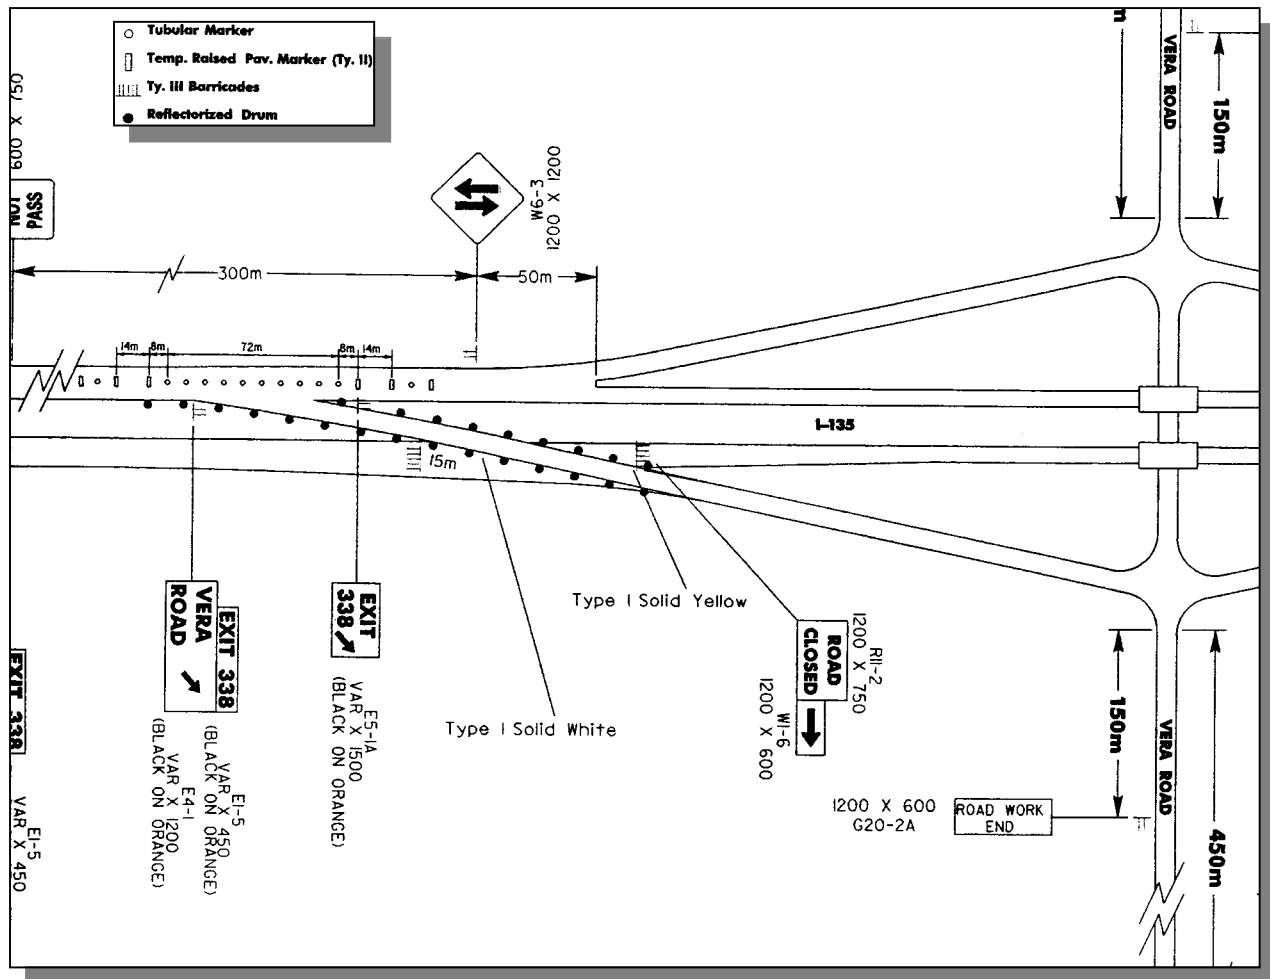 Tubular Marker
Temp. Raised Pav. Marker (Ty. II)
Ty. III Barricades
Reflectorized Drum
600 X 750
NOT
PASS
W6-3
1200 X 1200
300m
50m
14m
8m
72m
8m
14m
VERA ROAD
150m
I-135
15m
Type I Solid Yellow
Type I Solid White
EXIT 338
VERA
ROAD
EXIT
338
E5-1A
VAR X 1500
(BLACK ON ORANGE)
E1-5
VAR X 450
(BLACK ON ORANGE)
E4-1
VAR X 1200
(BLACK ON ORANGE)
EXIT 338
E1-5
VAR X 450
ROAD
CLOSED
R11-2
1200 X 750
W1-6
1200 X 600
1200 X 600
G20-2A
ROAD WORK
END
150m
VERA ROAD
450m